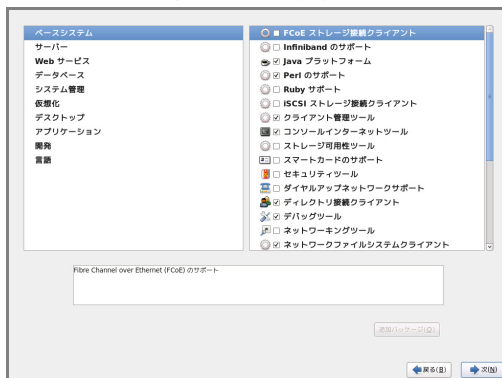 ベースシステム
サーバー
Web サービス
データベース
システム管理
仮想化
デスクトップ
アプリケーション
開発
言語
FCoE ストレージ接続クライアント
Infiniband のサポート
Java プラットフォーム
Perl のサポート
Ruby サポート
iSCSI ストレージ接続クライアント
クライアント管理ツール
コンソールインターネットツール
ストレージ可用性ツール
スマートカードのサポート
セキュリティツール
ダイヤルアップネットワークサポート
ディレクトリ接続クライアント
デバッグツール
ネットワーキングツール
ネットワークファイルシステムクライアント
Fibre Channel over Ethernet (FCoE) のサポート
追加パッケージ(O)
戻る(B)
次(N)